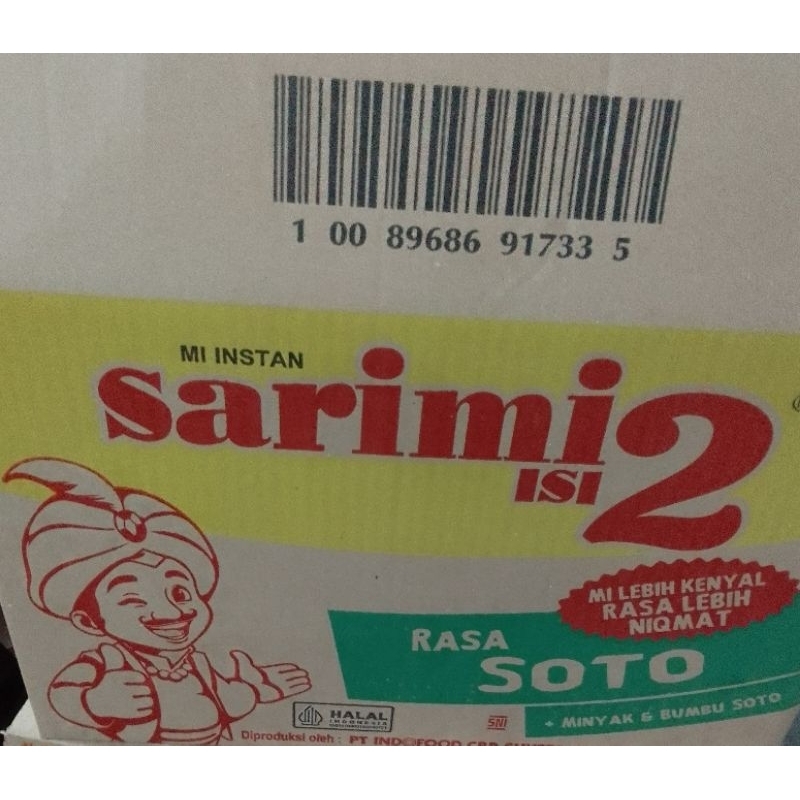 1 00 89686 91733 5
MI INSTAN
sarimi
ISI 2
MI LEBIH KENYAL
RASA LEBIH
NIQMAT
RASA
SOTO
+ MINYAK & BUMBU SOTO
HALAL
INDONESIA
SNI
Diproduksi oleh : PT INDOFOOD CBP